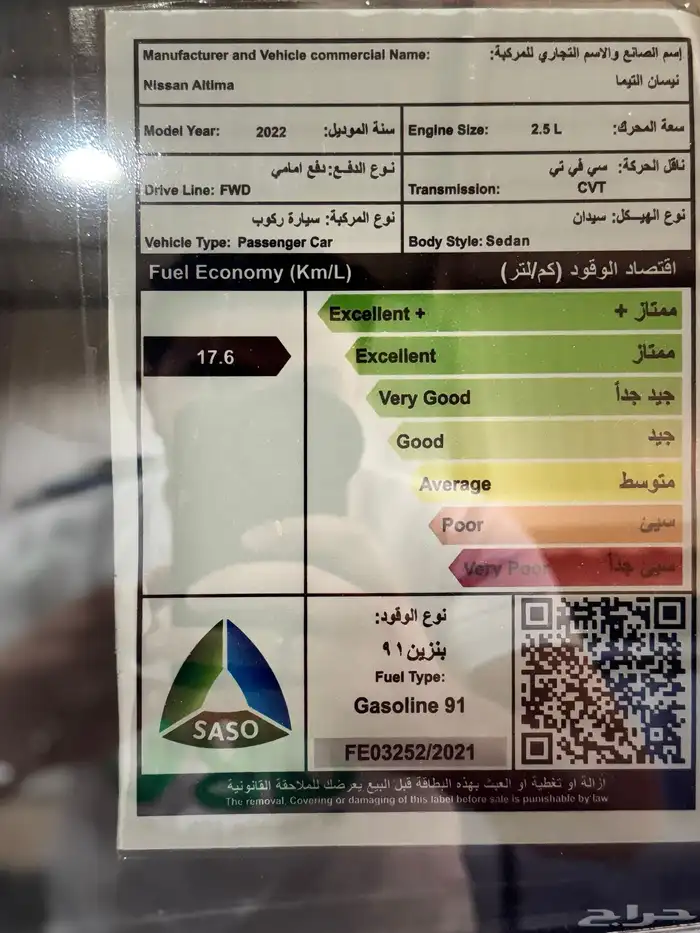 Manufacturer and Vehicle commercial Name: إسم الصانع والاسم التجاري للمركبة:
Nissan Altima نيسان التيما
Model Year: 2022 سنة الموديل: Engine Size: 2.5 L سعة المحرك:
نوع الدفع: دفع امامي ناقل الحركة: سي في تي
Drive Line: FWD Transmission: CVT
نوع المركبة: سيارة ركوب نوع الهيكل: سيدان
Vehicle Type: Passenger Car Body Style: Sedan
Fuel Economy (Km/L) اقتصاد الوقود (كم/لتر)
Excellent + ممتاز +
17.6 Excellent ممتاز
Very Good جيد جداً
Good جيد
Average متوسط
Poor سيئ
Very Poor سيئ جداً
نوع الوقود:
بنزين ٩١
Fuel Type:
Gasoline 91
SASO
FE03252/2021
ازالة او تغطية او العبث بهذه البطاقة قبل البيع يعرضك للملاحقة القانونية
The removal, Covering or damaging of this label before sale is punishable by law
حراج